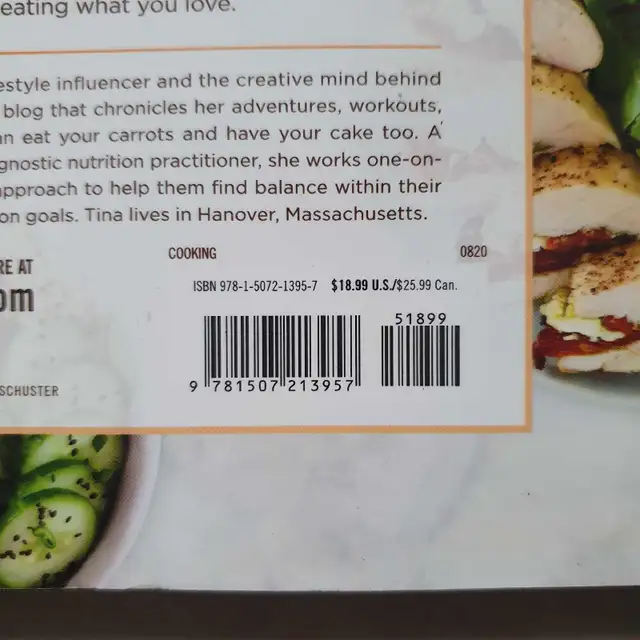 eating what you love.
estyle influencer and the creative mind behind
blog that chronicles her adventures, workouts,
n eat your carrots and have your cake too. A
gnostic nutrition practitioner, she works one-on-
approach to help them find balance within their
on goals. Tina lives in Hanover, Massachusetts.
COOKING
0820
RE AT
om
ISBN 978-1-5072-1395-7 $18.99 U.S./$25.99 Can.
51899
9 781507 213957
SCHUSTER